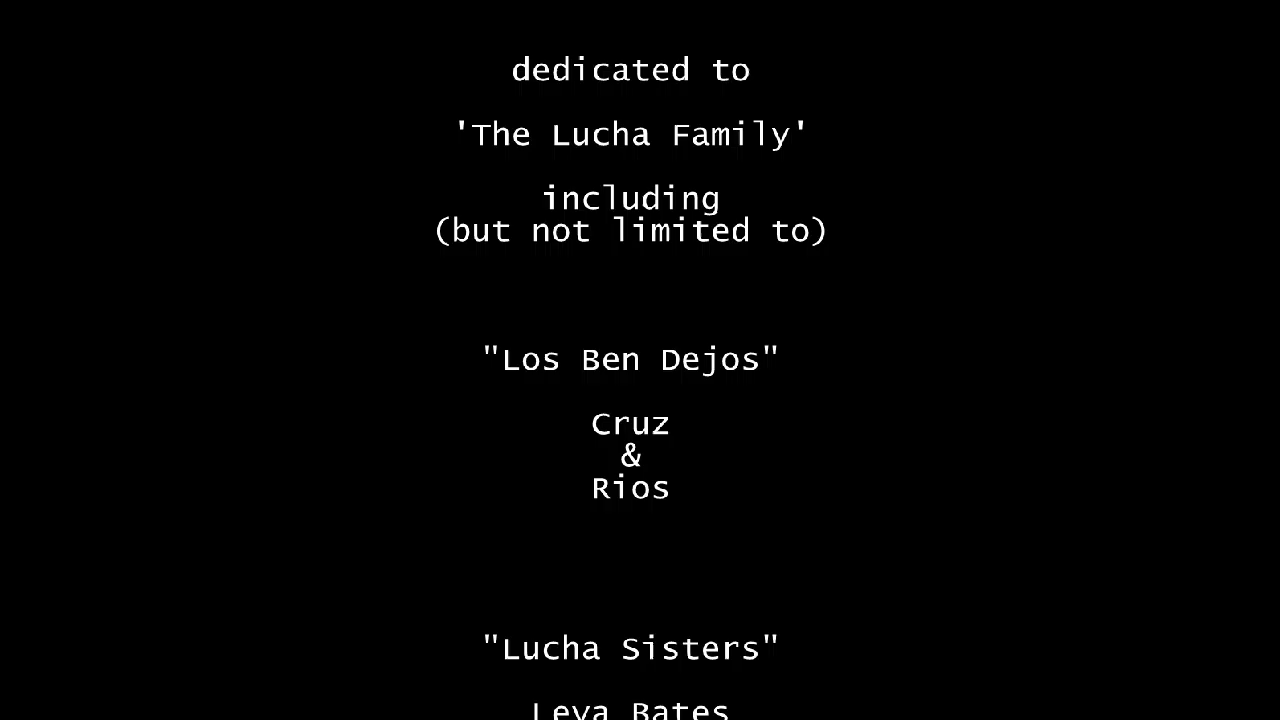 dedicated to
'The Lucha Family'
including
(but not limited to)
"Los Ben Dejos"
Cruz
&
Rios
"Lucha Sisters"
Leva Bates